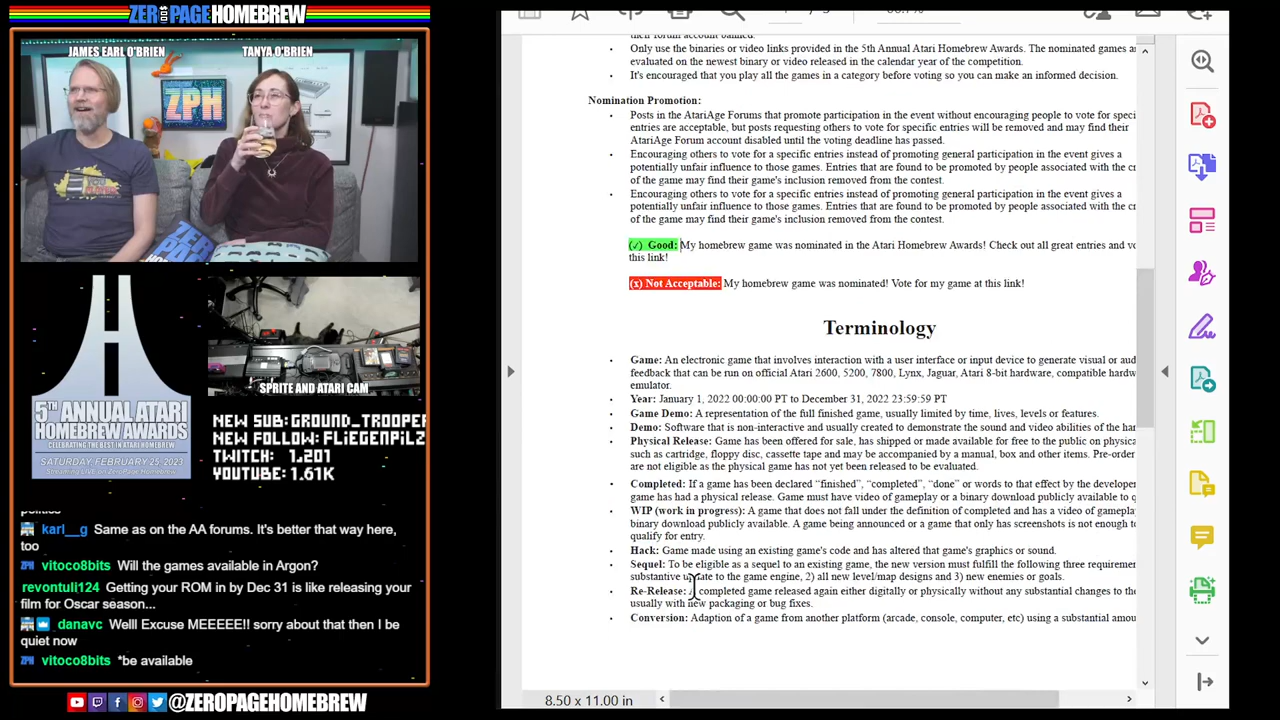 ZERO PAGE HOMEBREW
JAMES EARL O'BRIEN
TANYA O'BRIEN
ZPH
SPRITE AND ATARI CAM
5TH ANNUAL ATARI
HOMEBREW AWARDS
CELEBRATING THE BEST IN ATARI HOMEBREW
SATURDAY, FEBRUARY 25, 2023
Streaming LIVE on ZeroPage Homebrew
NEW SUB: GROUND_TROOPER
NEW FOLLOW: FLIEGENPILZ
TWITCH: 1,201
YOUTUBE: 1.61K
politics
karl__g Same as on the AA forums. It's better that way here,
too
vitoco8bits Will the games available in Argon?
revontuli124 Getting your ROM in by Dec 31 is like releasing your
film for Oscar season...
danavc Welll Excuse MEEEEE!! sorry about that then I be
quiet now
vitoco8bits *be available
@ZEROPAGEHOMEBREW
their forum account banned.
• Only use the binaries or video links provided in the 5th Annual Atari Homebrew Awards. The nominated games a
evaluated on the newest binary or video released in the calendar year of the competition.
• It's encouraged that you play all the games in a category before voting so you can make an informed decision.
Nomination Promotion:
• Posts in the AtariAge Forums that promote participation in the event without encouraging people to vote for speci
entries are acceptable, but posts requesting others to vote for specific entries will be removed and may find their
AtariAge Forum account disabled until the voting deadline has passed.
• Encouraging others to vote for a specific entries instead of promoting general participation in the event gives a
potentially unfair influence to those games. Entries that are found to be promoted by people associated with the cr
of the game may find their game's inclusion removed from the contest.
• Encouraging others to vote for a specific entries instead of promoting general participation in the event gives a
potentially unfair influence to those games. Entries that are found to be promoted by people associated with the cr
of the game may find their game's inclusion removed from the contest.
(✓) Good: My homebrew game was nominated in the Atari Homebrew Awards! Check out all great entries and vo
this link!
(x) Not Acceptable: My homebrew game was nominated! Vote for my game at this link!
Terminology
• Game: An electronic game that involves interaction with a user interface or input device to generate visual or aud
feedback that can be run on official Atari 2600, 5200, 7800, Lynx, Jaguar, Atari 8-bit hardware, compatible hardw
emulator.
• Year: January 1, 2022 00:00:00 PT to December 31, 2022 23:59:59 PT
• Game Demo: A representation of the full finished game, usually limited by time, lives, levels or features.
• Demo: Software that is non-interactive and usually created to demonstrate the sound and video abilities of the har
• Physical Release: Game has been offered for sale, has shipped or made available for free to the public on physica
such as cartridge, floppy disc, cassette tape and may be accompanied by a manual, box and other items. Pre-order
are not eligible as the physical game has not yet been released to be evaluated.
• Completed: If a game has been declared “finished”, “completed”, “done” or words to that effect by the develope
game has had a physical release. Game must have video of gameplay or a binary download publicly available to q
• WIP (work in progress): A game that does not fall under the definition of completed and has a video of gamepla
binary download publicly available. A game being announced or a game that only has screenshots is not enough t
qualify for entry.
• Hack: Game made using an existing game's code and has altered that game's graphics or sound.
• Sequel: To be eligible as a sequel to an existing game, the new version must fulfill the following three requiremen
substantive update to the game engine, 2) all new level/map designs and 3) new enemies or goals.
• Re-Release: A completed game released again either digitally or physically without any substantial changes to the
usually with new packaging or bug fixes.
• Conversion: Adaption of a game from another platform (arcade, console, computer, etc) using a substantial amou
8.50 x 11.00 in